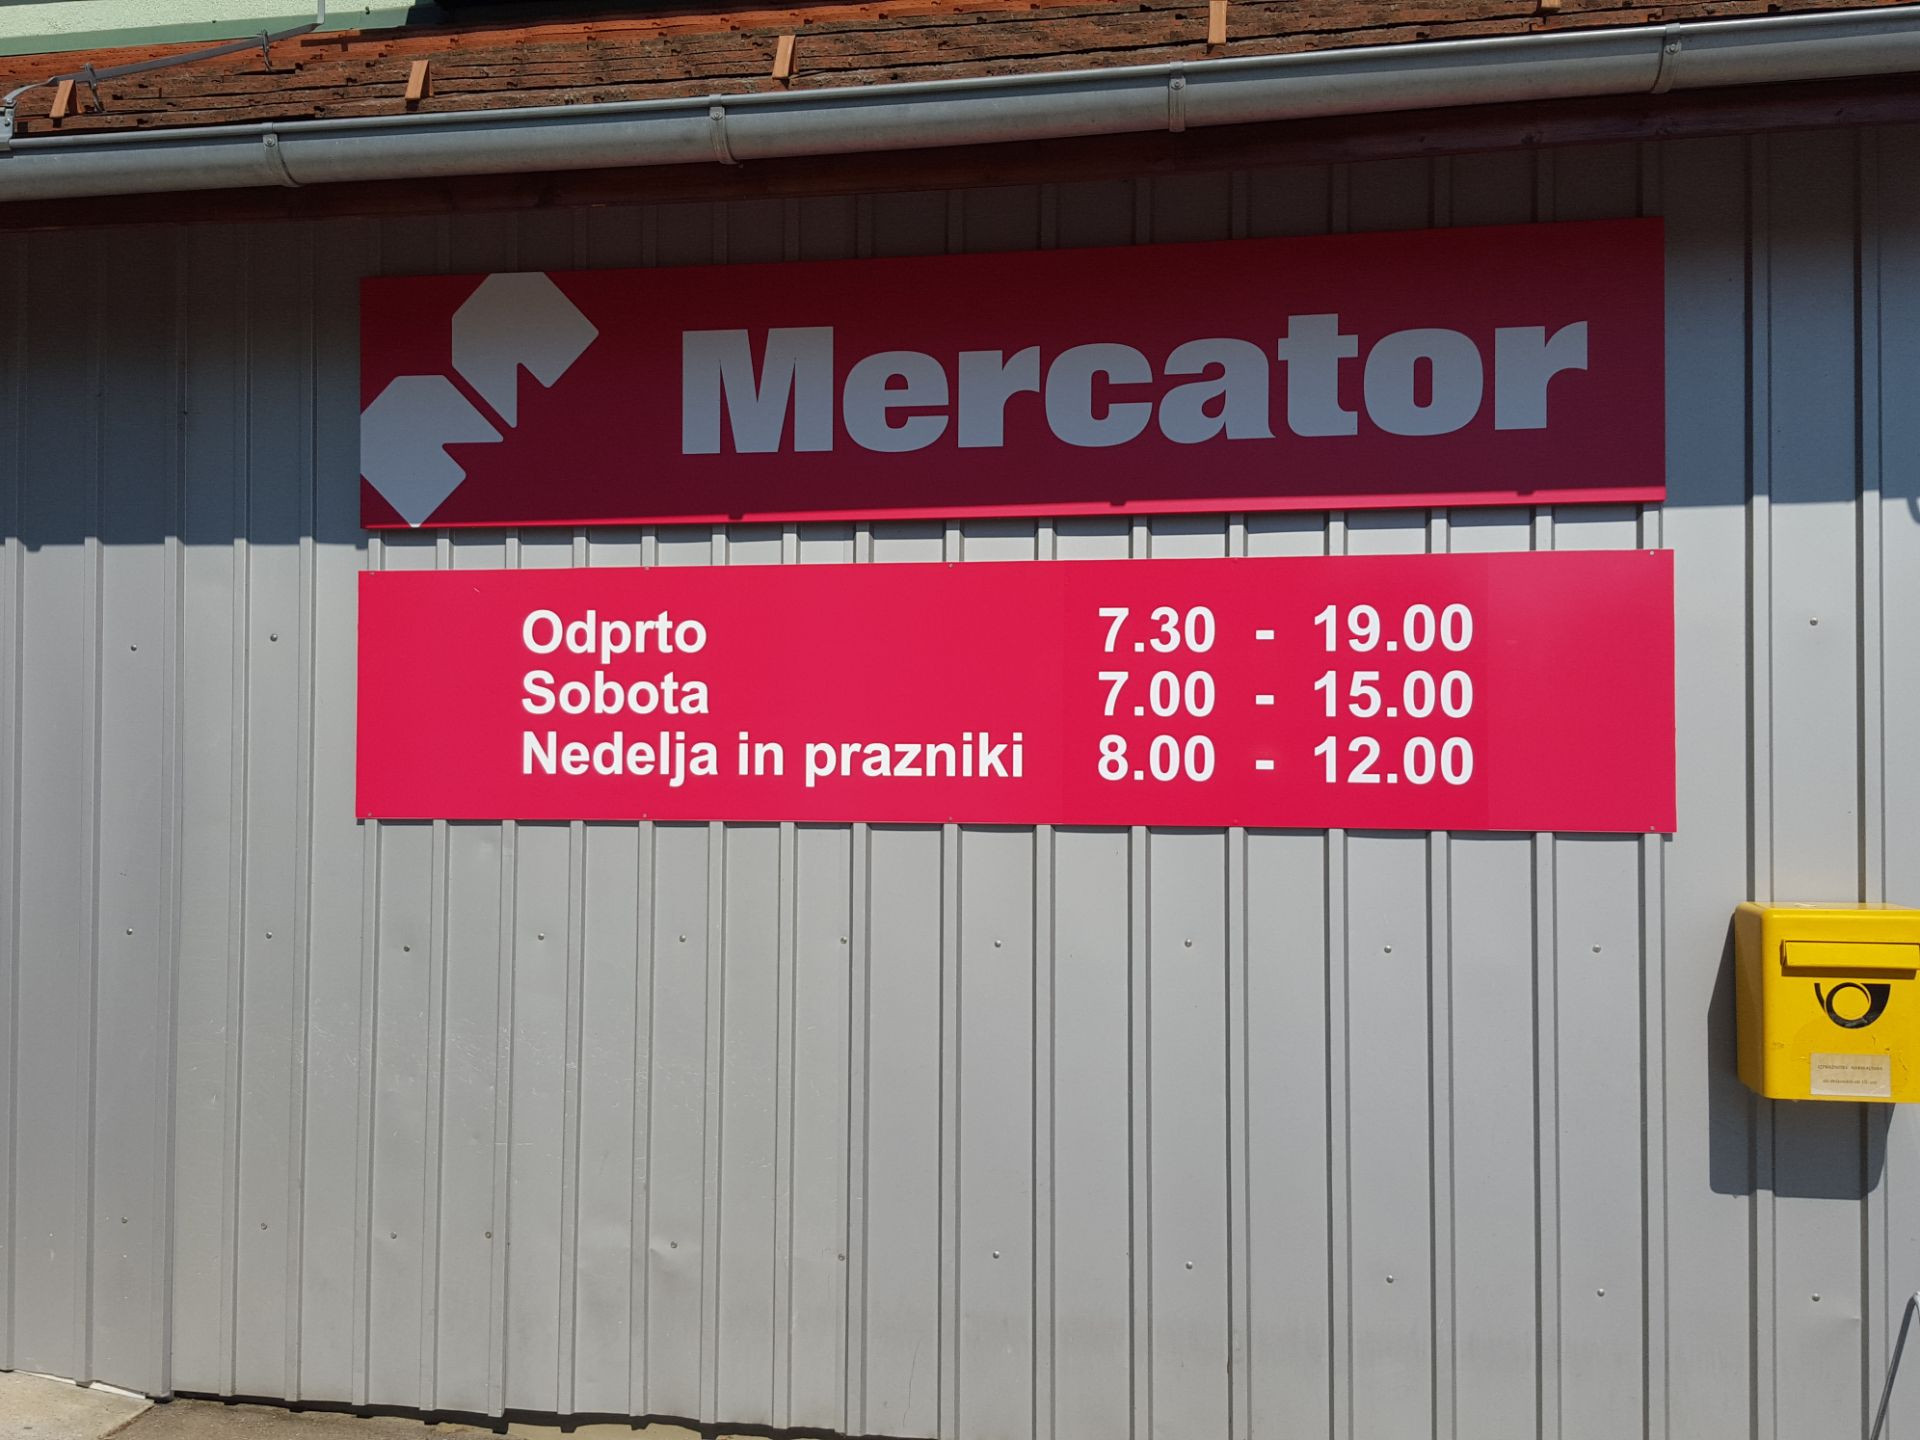 Mercator
Odprto 7.30 - 19.00
Sobota 7.00 - 15.00
Nedelja in prazniki 8.00 - 12.00